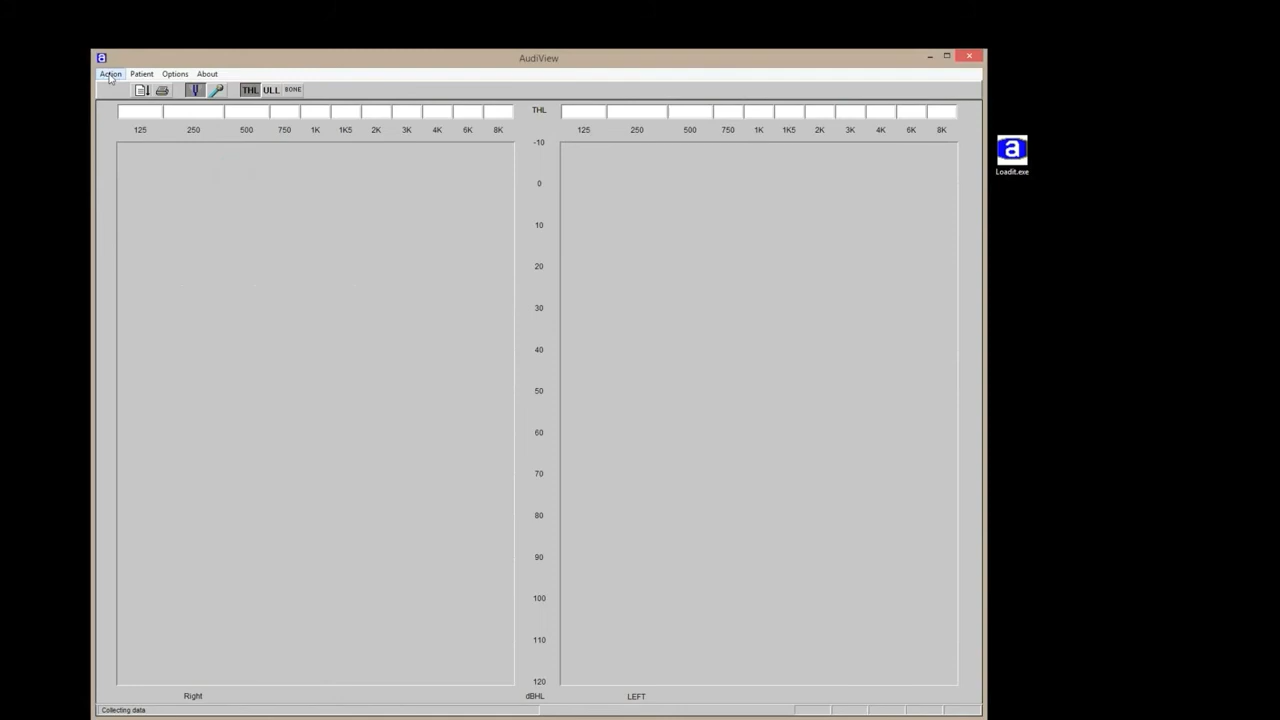 AudiView
Action Patient Options About
THL ULL BONE
THL
125 250 500 750 1K 1K5 2K 3K 4K 6K 8K
125 250 500 750 1K 1K5 2K 3K 4K 6K 8K
-10
0
10
20
30
40
50
60
70
80
90
100
110
120
Right
dBHL
LEFT
Collecting data
a
Loadit.exe